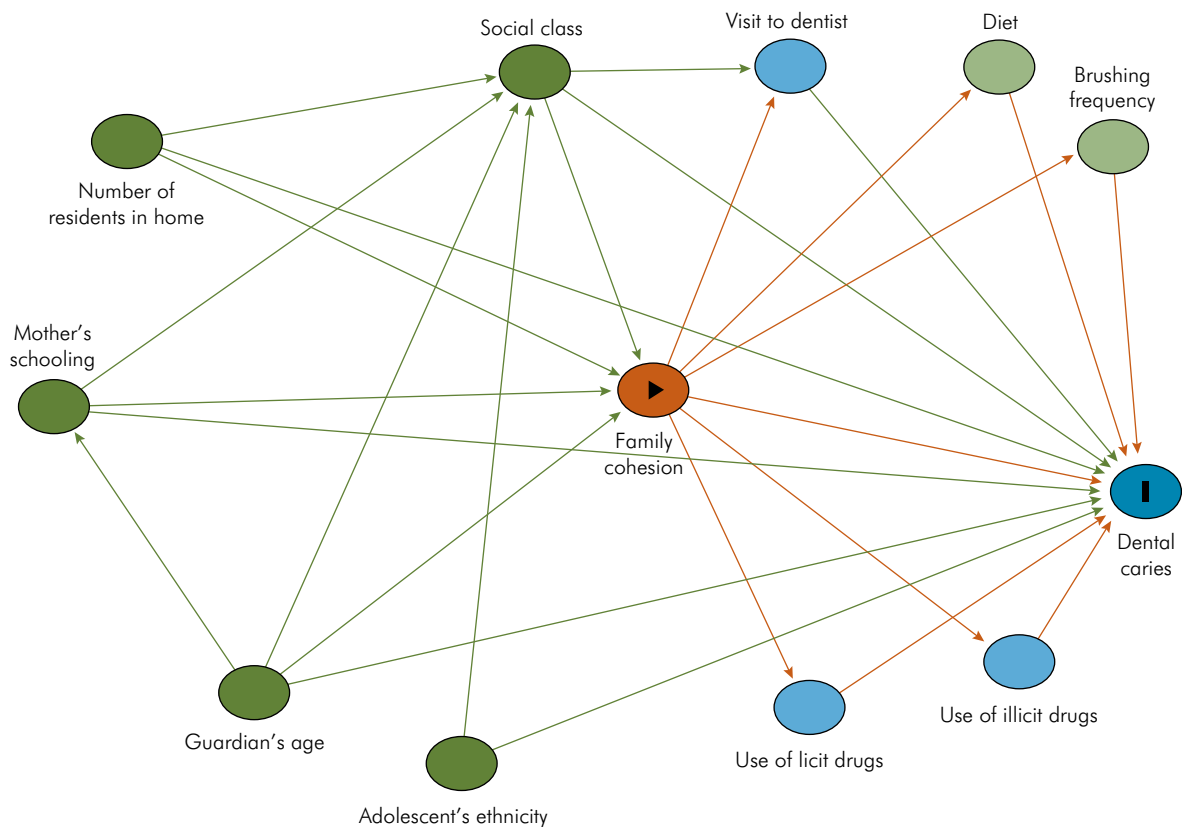 Social class
Visit to dentist
Diet
Brushing
frequency
Number of
residents in home
Mother's
schooling
Family
cohesion
Dental
caries
Guardian's age
Use of licit drugs
Use of illicit drugs
Adolescent's ethnicity